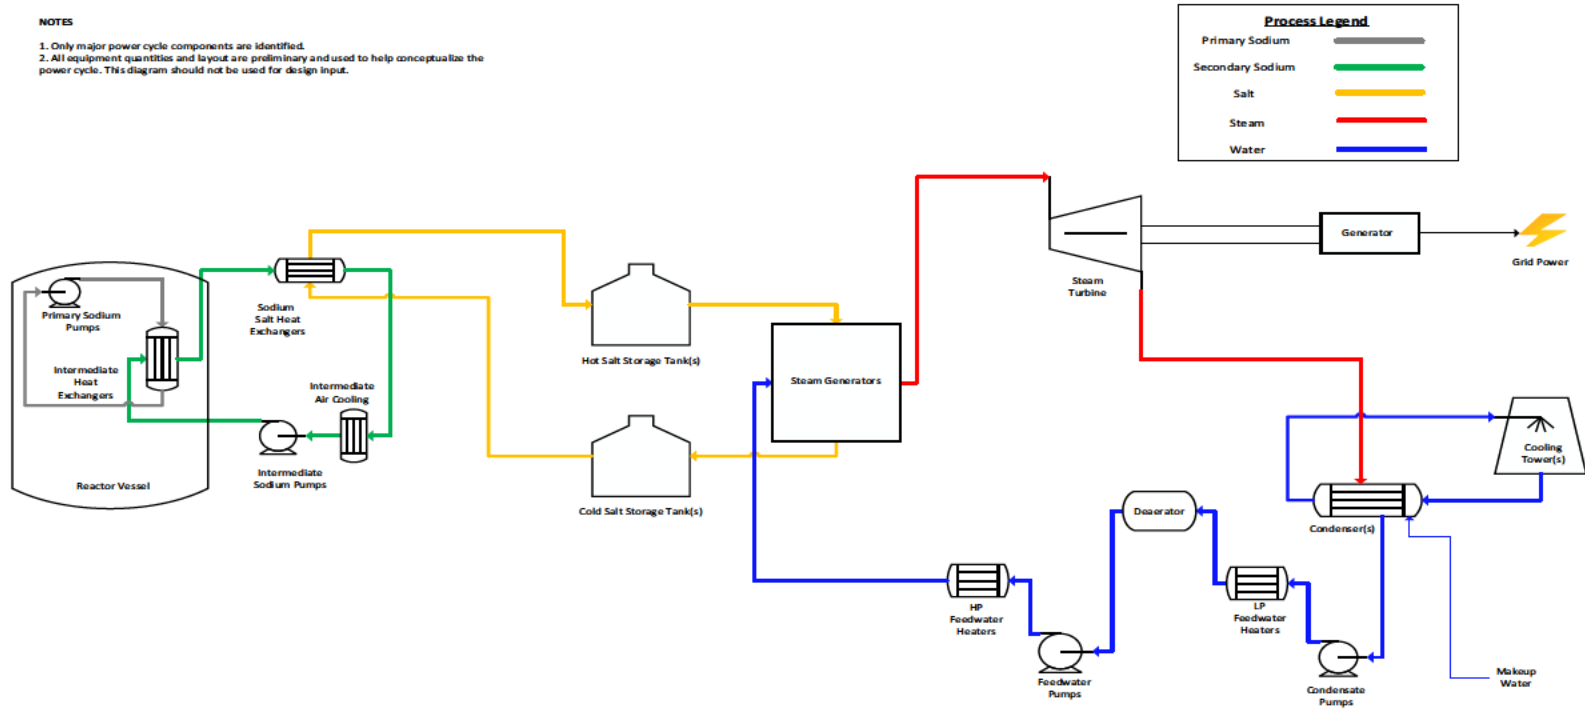 NOTES
1. Only major power cycle components are identified.
2. All equipment quantities and layout are preliminary and used to help conceptualize the
power cycle. This diagram should not be used for design input.
Process Legend
Primary Sodium
Secondary Sodium
Salt
Steam
Water
Generator
Grid Power
Steam
Turbine
Primary Sodium
Pumps
Sodium
Salt Heat
Exchangers
Hot Salt Storage Tank(s)
Intermediate
Heat
Exchangers
Intermediate
Air Cooling
Steam Generators
Cooling
Tower(s)
Intermediate
Sodium Pumps
Reactor Vessel
Cold Salt Storage Tank(s)
Deaerator
Condenser(s)
HP
Feedwater
Heaters
LP
Feedwater
Heaters
Feedwater
Pumps
Condensate
Pumps
Makeup
Water